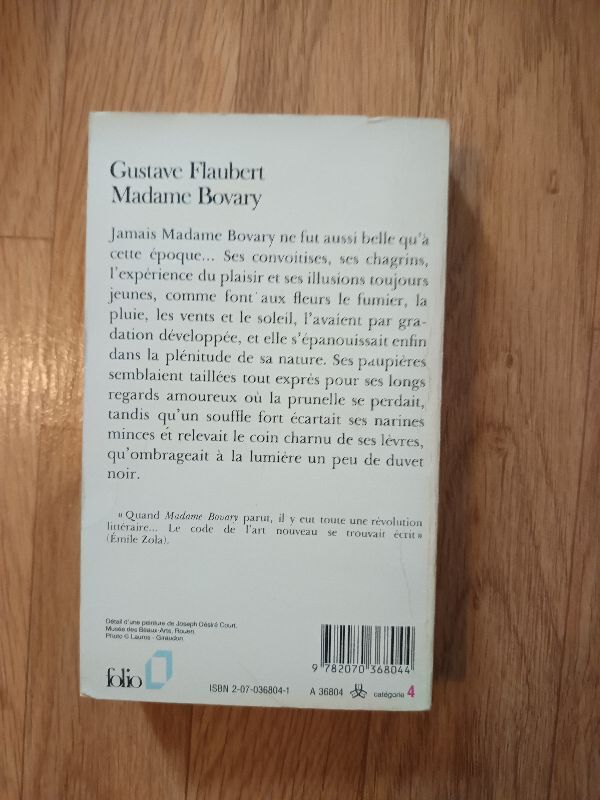 Gustave Flaubert
Madame Bovary
Jamais Madame Bovary ne fut aussi belle qu'à
cette époque... Ses convoitises, ses chagrins,
l'expérience du plaisir et ses illusions toujours
jeunes, comme font aux fleurs le fumier, la
pluie, les vents et le soleil, l'avaient par gra-
dation développée, et elle s'épanouissait enfin
dans la plénitude de sa nature. Ses paupières
semblaient taillées tout exprès pour ses longs
regards amoureux où la prunelle se perdait,
tandis qu'un souffle fort écartait ses narines
minces et relevait le coin charnu de ses lèvres,
qu'ombrageait à la lumière un peu de duvet
noir.
« Quand Madame Bovary parut, il y eut toute une révolution
littéraire... Le code de l'art nouveau se trouvait écrit »
(Émile Zola).
Détail d'une peinture de Joseph Désiré Court.
Musée des Beaux-Arts, Rouen.
Photo © Lauros - Giraudon.
9 782070 368044
folio
ISBN 2-07-036804-1 A 36804 catégorie 4